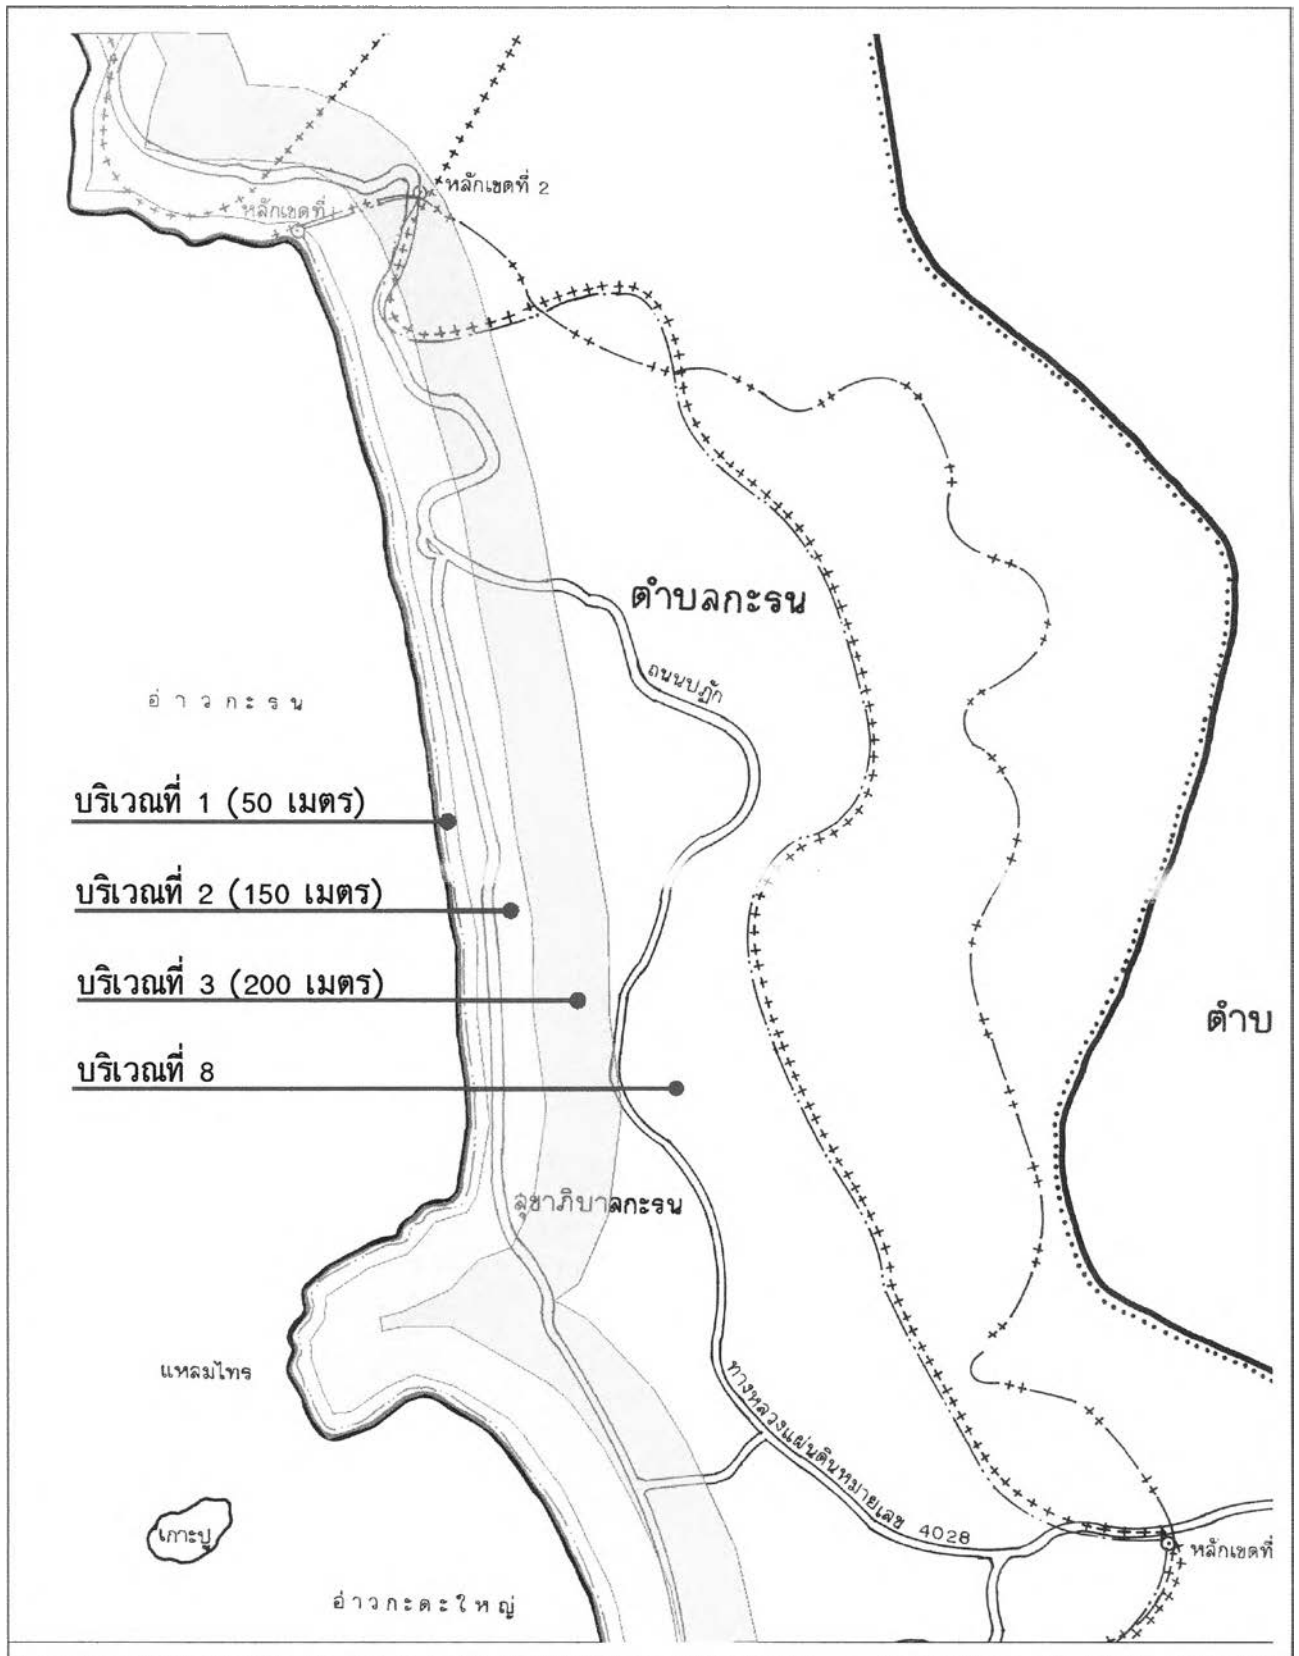 หลักเขตที่ 2
หลักเขตที่
ตำบลกะรน
ถนนปฏัก
อ่าวกะรน
บริเวณที่ 1 (50 เมตร)
บริเวณที่ 2 (150 เมตร)
บริเวณที่ 3 (200 เมตร)
ตำบ
บริเวณที่ 8
สุขาภิบาลกะรน
แหลมไทร
ทางหลวงแผ่นดินหมายเลข 4028
เกาะปู
หลักเขตที่
อ่าวกะตะใหญ่